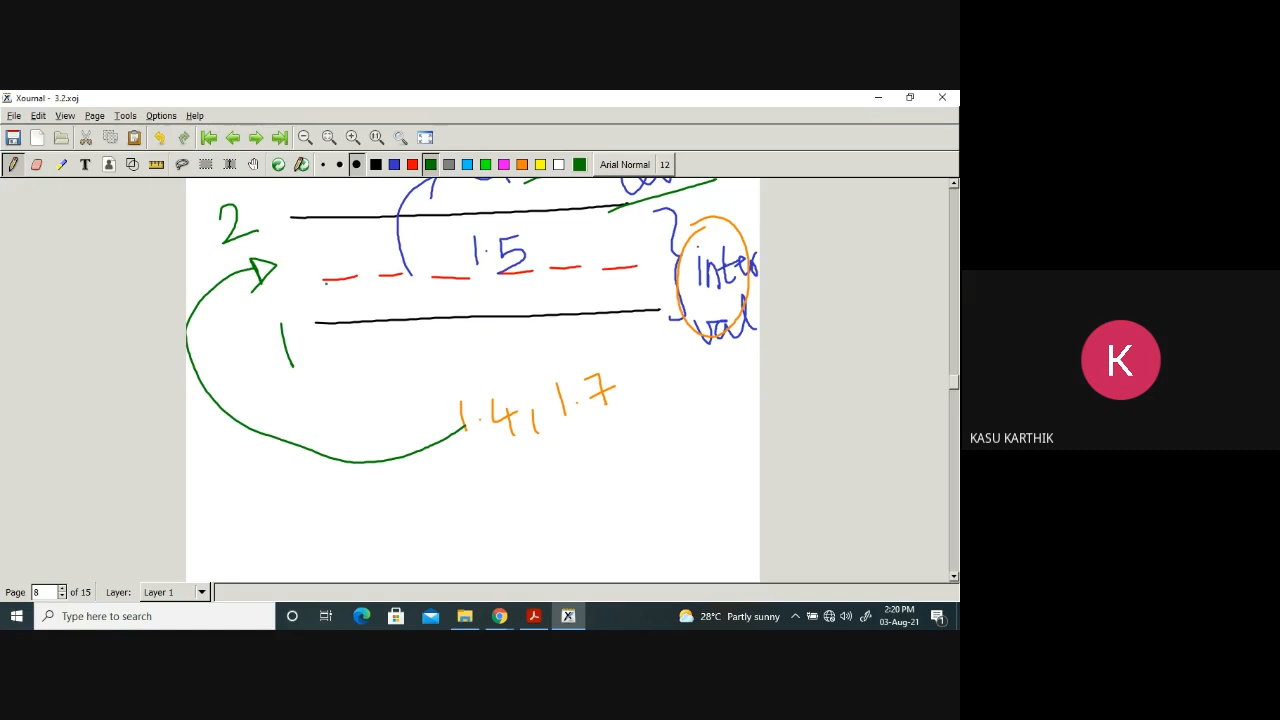 Xournal - 3.2.xoj
File Edit View Page Tools Options Help
Arial Normal 12
2
1.5
inter
val
1
1.4, 1.7
K
KASU KARTHIK
Page 8 of 15 Layer: Layer 1
Type here to search
28°C Partly sunny
2:20 PM
03-Aug-21
1